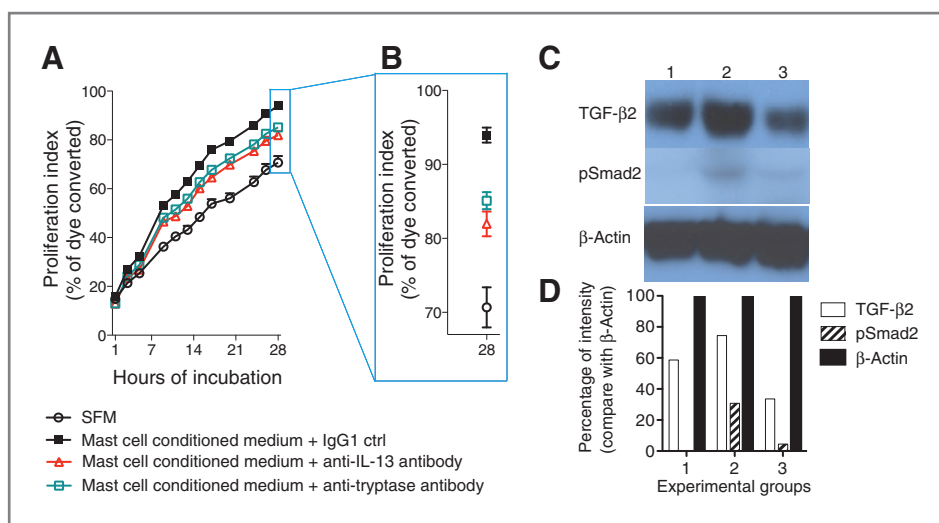 A
Proliferation index
(% of dye converted)
100
80
60
40
20
0
1 7 14 21 28
Hours of incubation
B
Proliferation index
(% of dye converted)
100
90
80
70
28
SFM
Mast cell conditioned medium + IgG1 ctrl
Mast cell conditioned medium + anti-IL-13 antibody
Mast cell conditioned medium + anti-tryptase antibody
C
1 2 3
TGF-β2
pSmad2
β-Actin
D
Percentage of intensity
(compare with β-Actin)
100
80
60
40
20
0
1 2 3
Experimental groups
TGF-β2
pSmad2
β-Actin